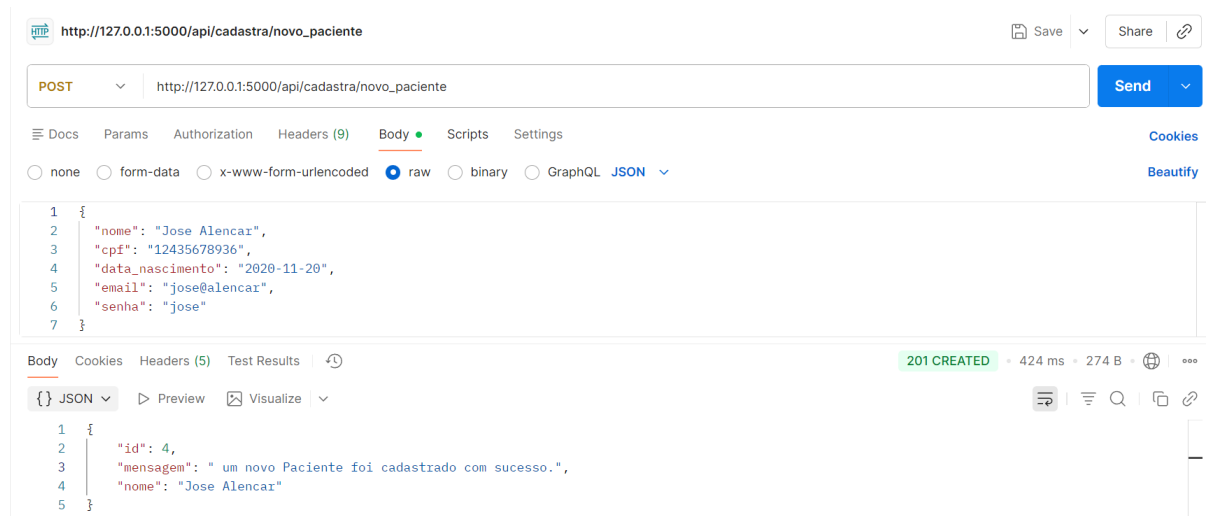 HTTP http://127.0.0.1:5000/api/cadastra/novo_paciente Save Share
POST http://127.0.0.1:5000/api/cadastra/novo_paciente Send
Docs Params Authorization Headers (9) Body Scripts Settings Cookies
none form-data x-www-form-urlencoded raw binary GraphQL JSON Beautify
1 {
2 "nome": "Jose Alencar",
3 "cpf": "12435678936",
4 "data_nascimento": "2020-11-20",
5 "email": "jose@alencar",
6 "senha": "jose"
7 }
Body Cookies Headers (5) Test Results 201 CREATED • 424 ms • 274 B
{} JSON Preview Visualize
1 {
2 "id": 4,
3 "mensagem": " um novo Paciente foi cadastrado com sucesso.",
4 "nome": "Jose Alencar"
5 }